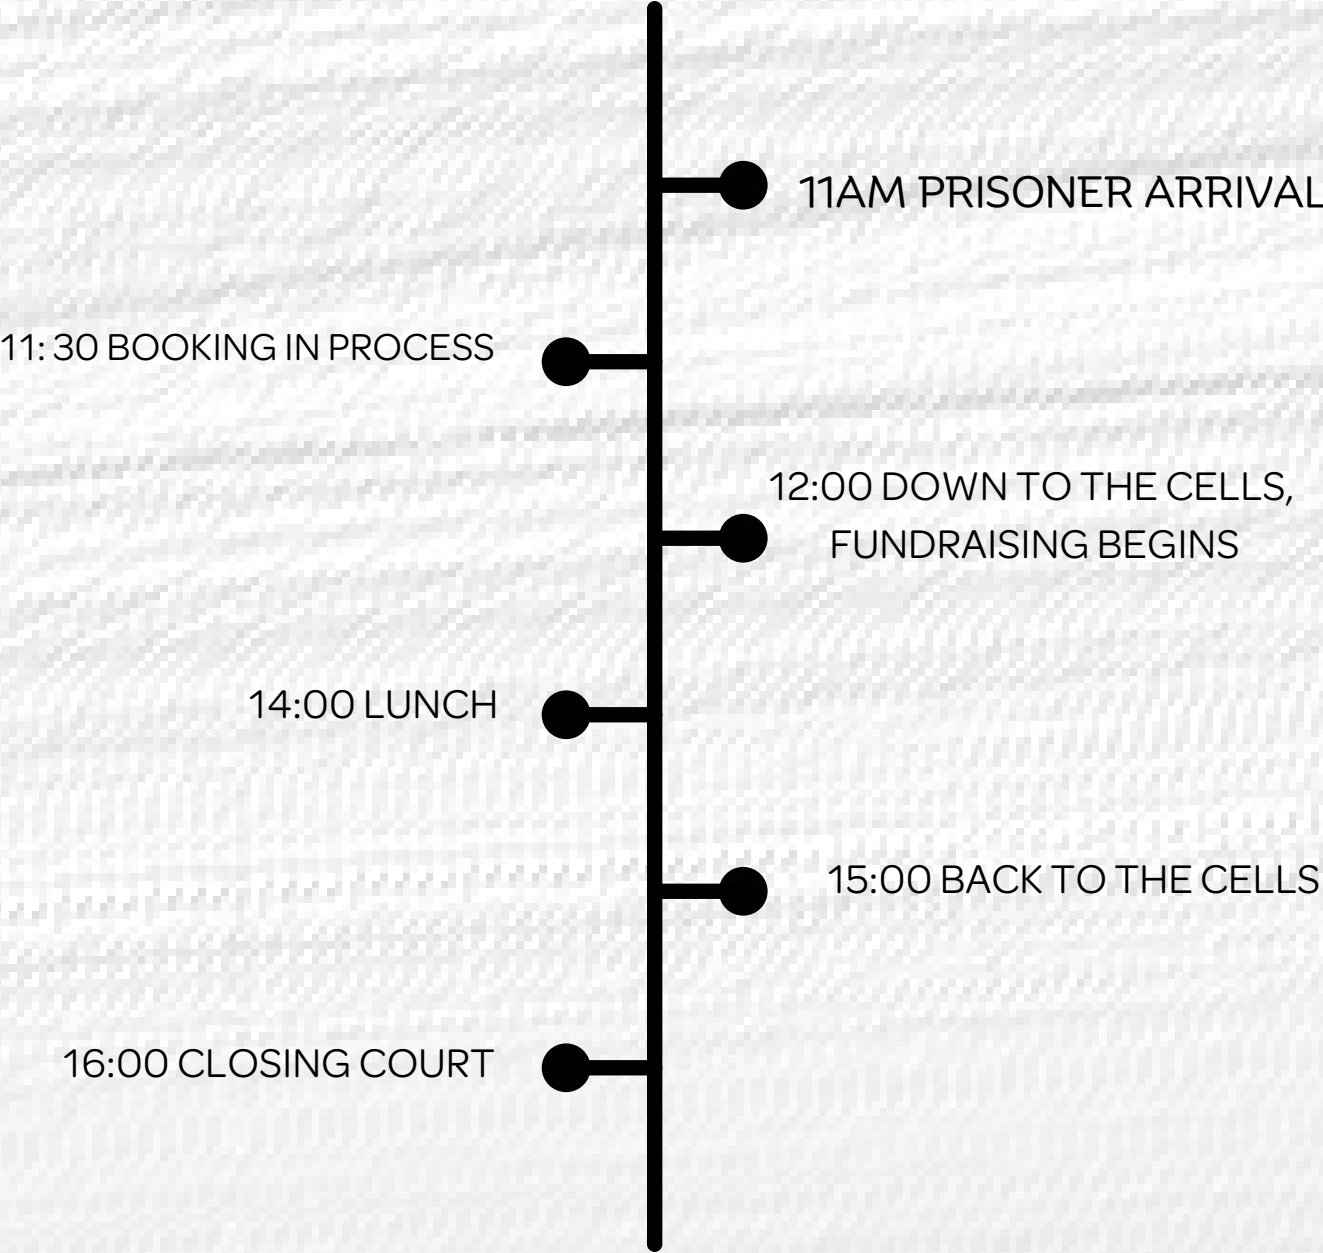 11AM PRISONER ARRIVAL
11: 30 BOOKING IN PROCESS
12:00 DOWN TO THE CELLS,
FUNDRAISING BEGINS
14:00 LUNCH
15:00 BACK TO THE CELLS
16:00 CLOSING COURT